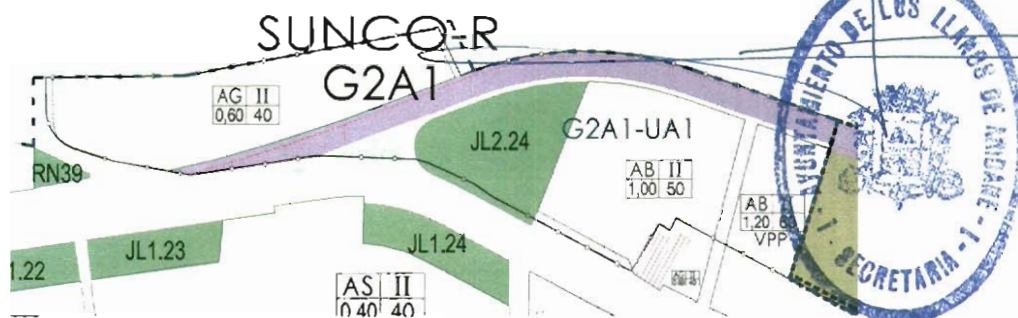 SUNCO-R
G2A1
AG II
0,60 40
RN39
JL2.24
G2A1-UA1
AB II
1,00 50
AB
1,20
VPP
JL1.23
1.22
JL1.24
AS II
0,40 40
AYUNTAMIENTO DE LOS LLANOS DE ARIDANE - 1
SECRETARIA - 1